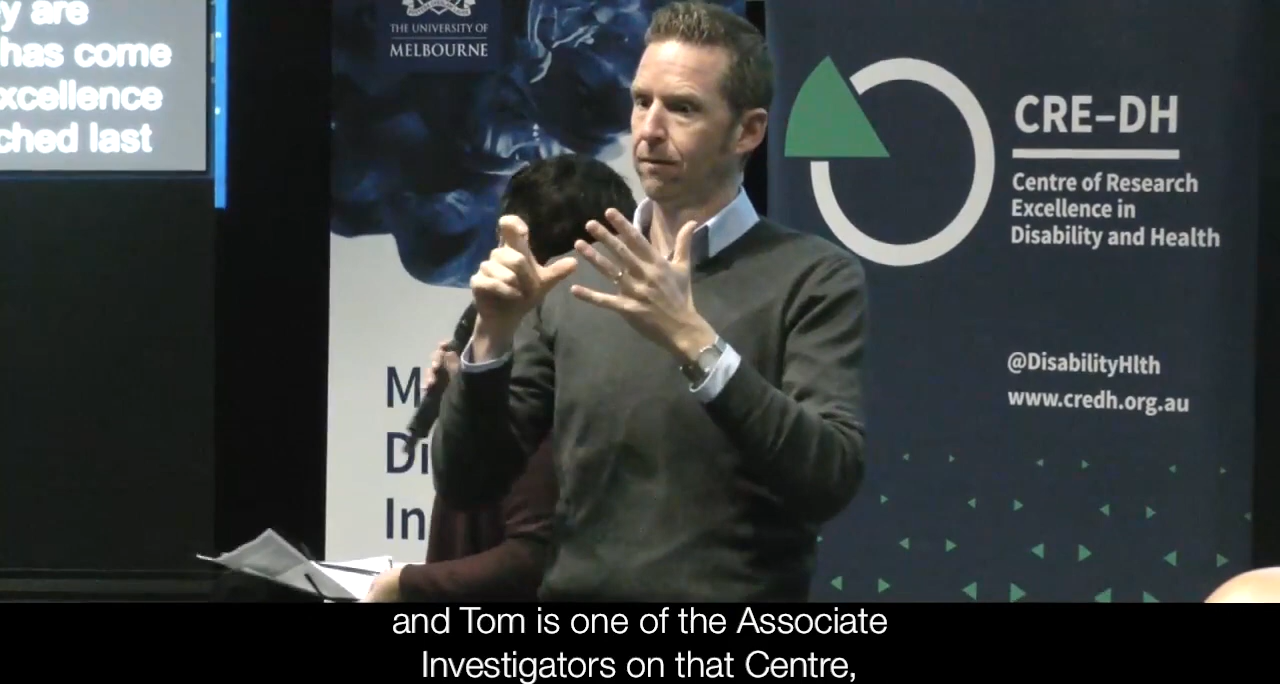 y are
has come
xcellence
ched last
THE UNIVERSITY OF
MELBOURNE
M
Di
In
CRE–DH
Centre of Research
Excellence in
Disability and Health
@DisabilityHlth
www.credh.org.au
and Tom is one of the Associate
Investigators on that Centre,